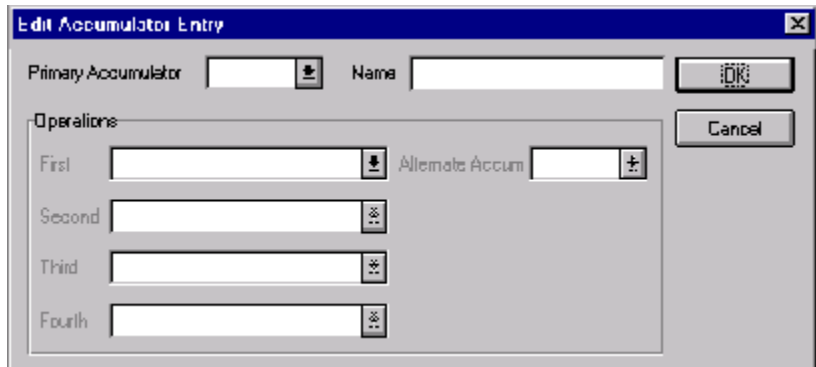 Edit Accumulator Entry
Primary Accumulator Name OK
Operations Cancel
First Alternate Accum
Second
Third
Fourth